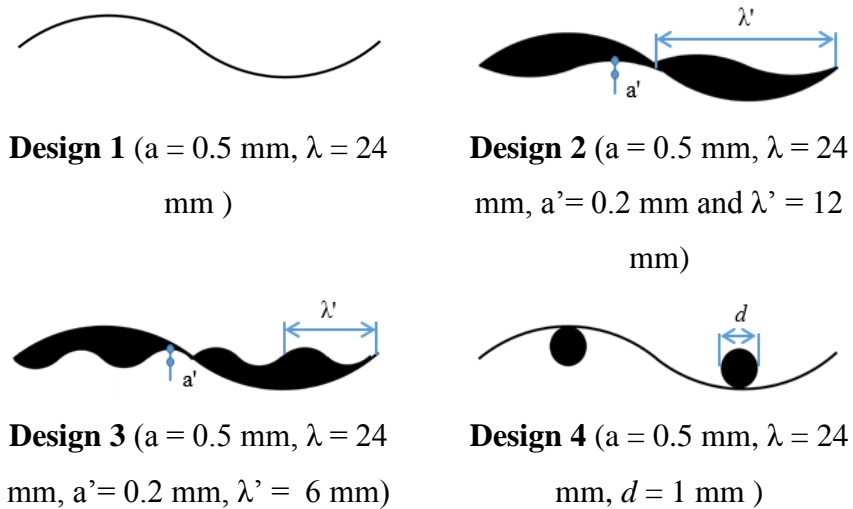 λ'
a'
Design 1 (a = 0.5 mm, λ = 24
mm )
Design 2 (a = 0.5 mm, λ = 24
mm, a’= 0.2 mm and λ’ = 12
mm)
λ'
a'
d
Design 3 (a = 0.5 mm, λ = 24
mm, a’= 0.2 mm, λ’ = 6 mm)
Design 4 (a = 0.5 mm, λ = 24
mm, d = 1 mm )